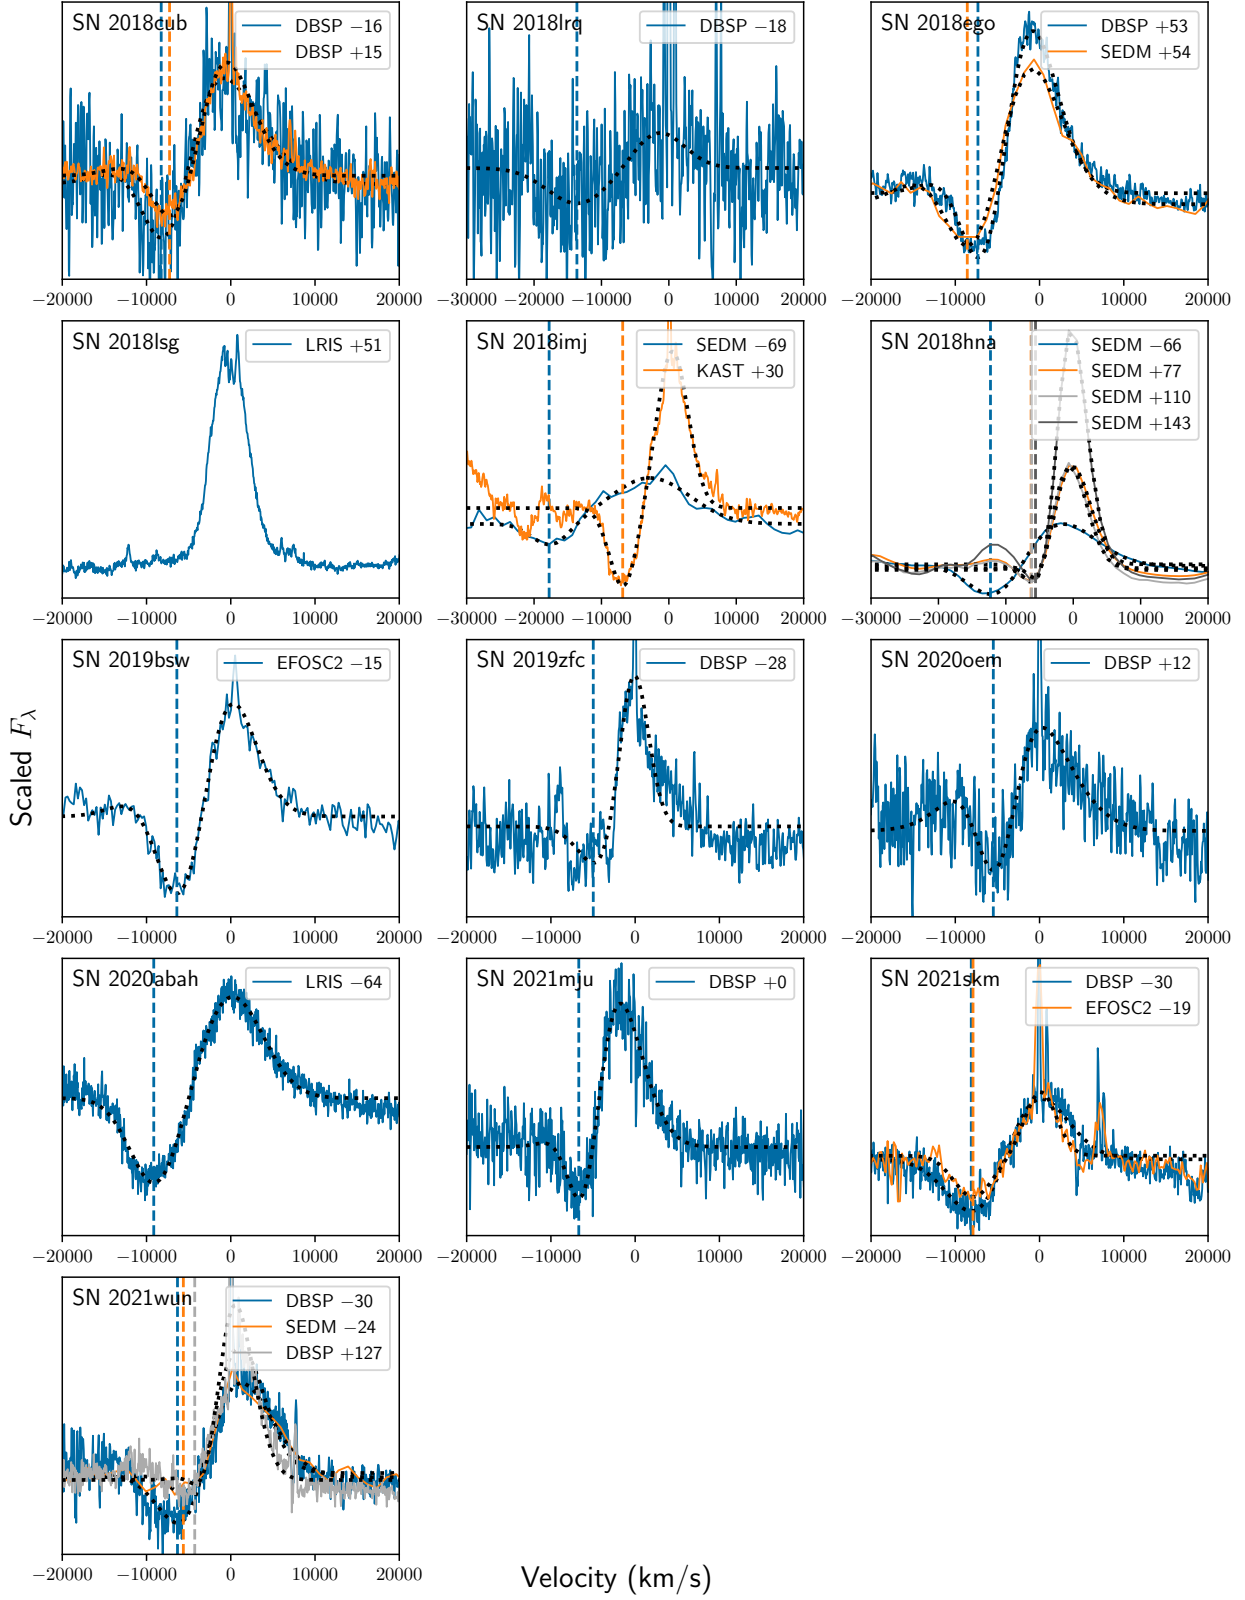 SN 2018cub
DBSP −16
DBSP +15
−20000 −10000 0 10000 20000
SN 2018lrq
DBSP −18
−30000 −20000 −10000 0 10000 20000
SN 2018ego
DBSP +53
SEDM +54
−20000 −10000 0 10000 20000
SN 2018lsg
LRIS +51
−20000 −10000 0 10000 20000
SN 2018imj
SEDM −69
KAST +30
−30000 −20000 −10000 0 10000 20000
SN 2018hna
SEDM −66
SEDM +77
SEDM +110
SEDM +143
−30000 −20000 −10000 0 10000 20000
SN 2019bsw
EFOSC2 −15
−20000 −10000 0 10000 20000
SN 2019zfc
DBSP −28
−20000 −10000 0 10000 20000
SN 2020oem
DBSP +12
−20000 −10000 0 10000 20000
Scaled Fλ
SN 2020abah
LRIS −64
−20000 −10000 0 10000 20000
SN 2021mju
DBSP +0
−20000 −10000 0 10000 20000
SN 2021skm
DBSP −30
EFOSC2 −19
−20000 −10000 0 10000 20000
SN 2021wun
DBSP −30
SEDM −24
DBSP +127
−20000 −10000 0 10000 20000
Velocity (km/s)